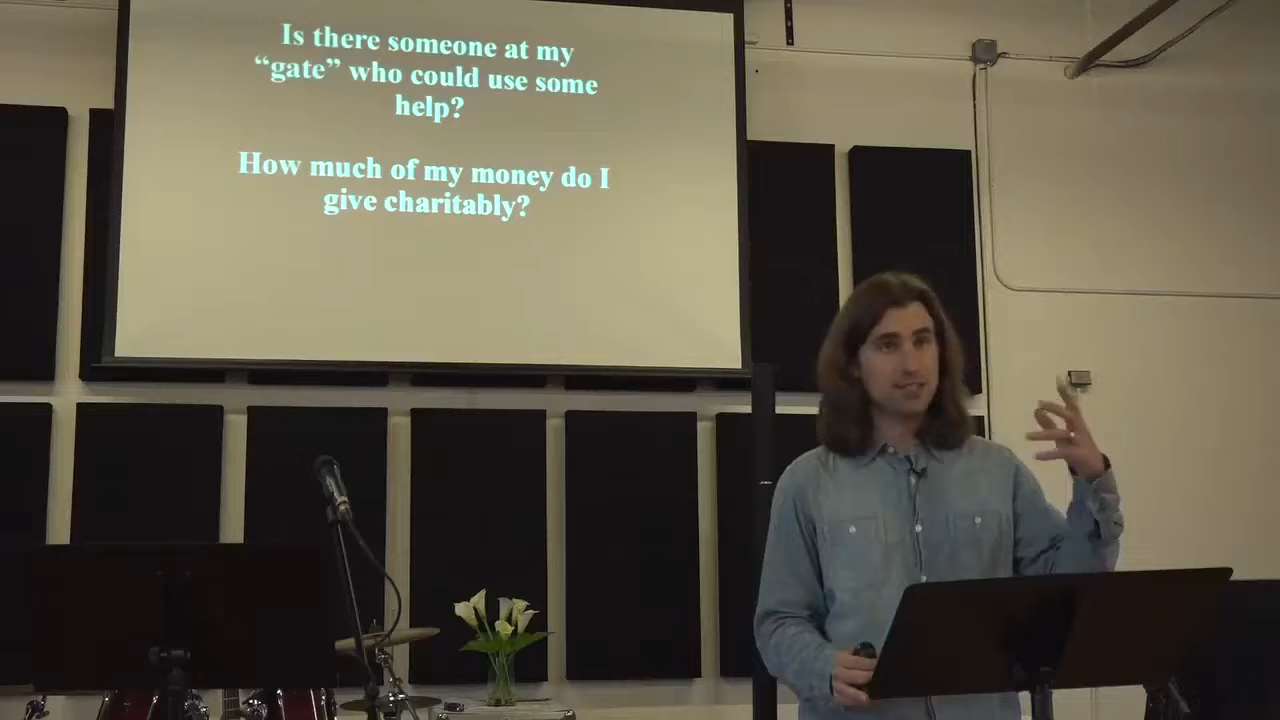 Is there someone at my
“gate” who could use some
help?
How much of my money do I
give charitably?